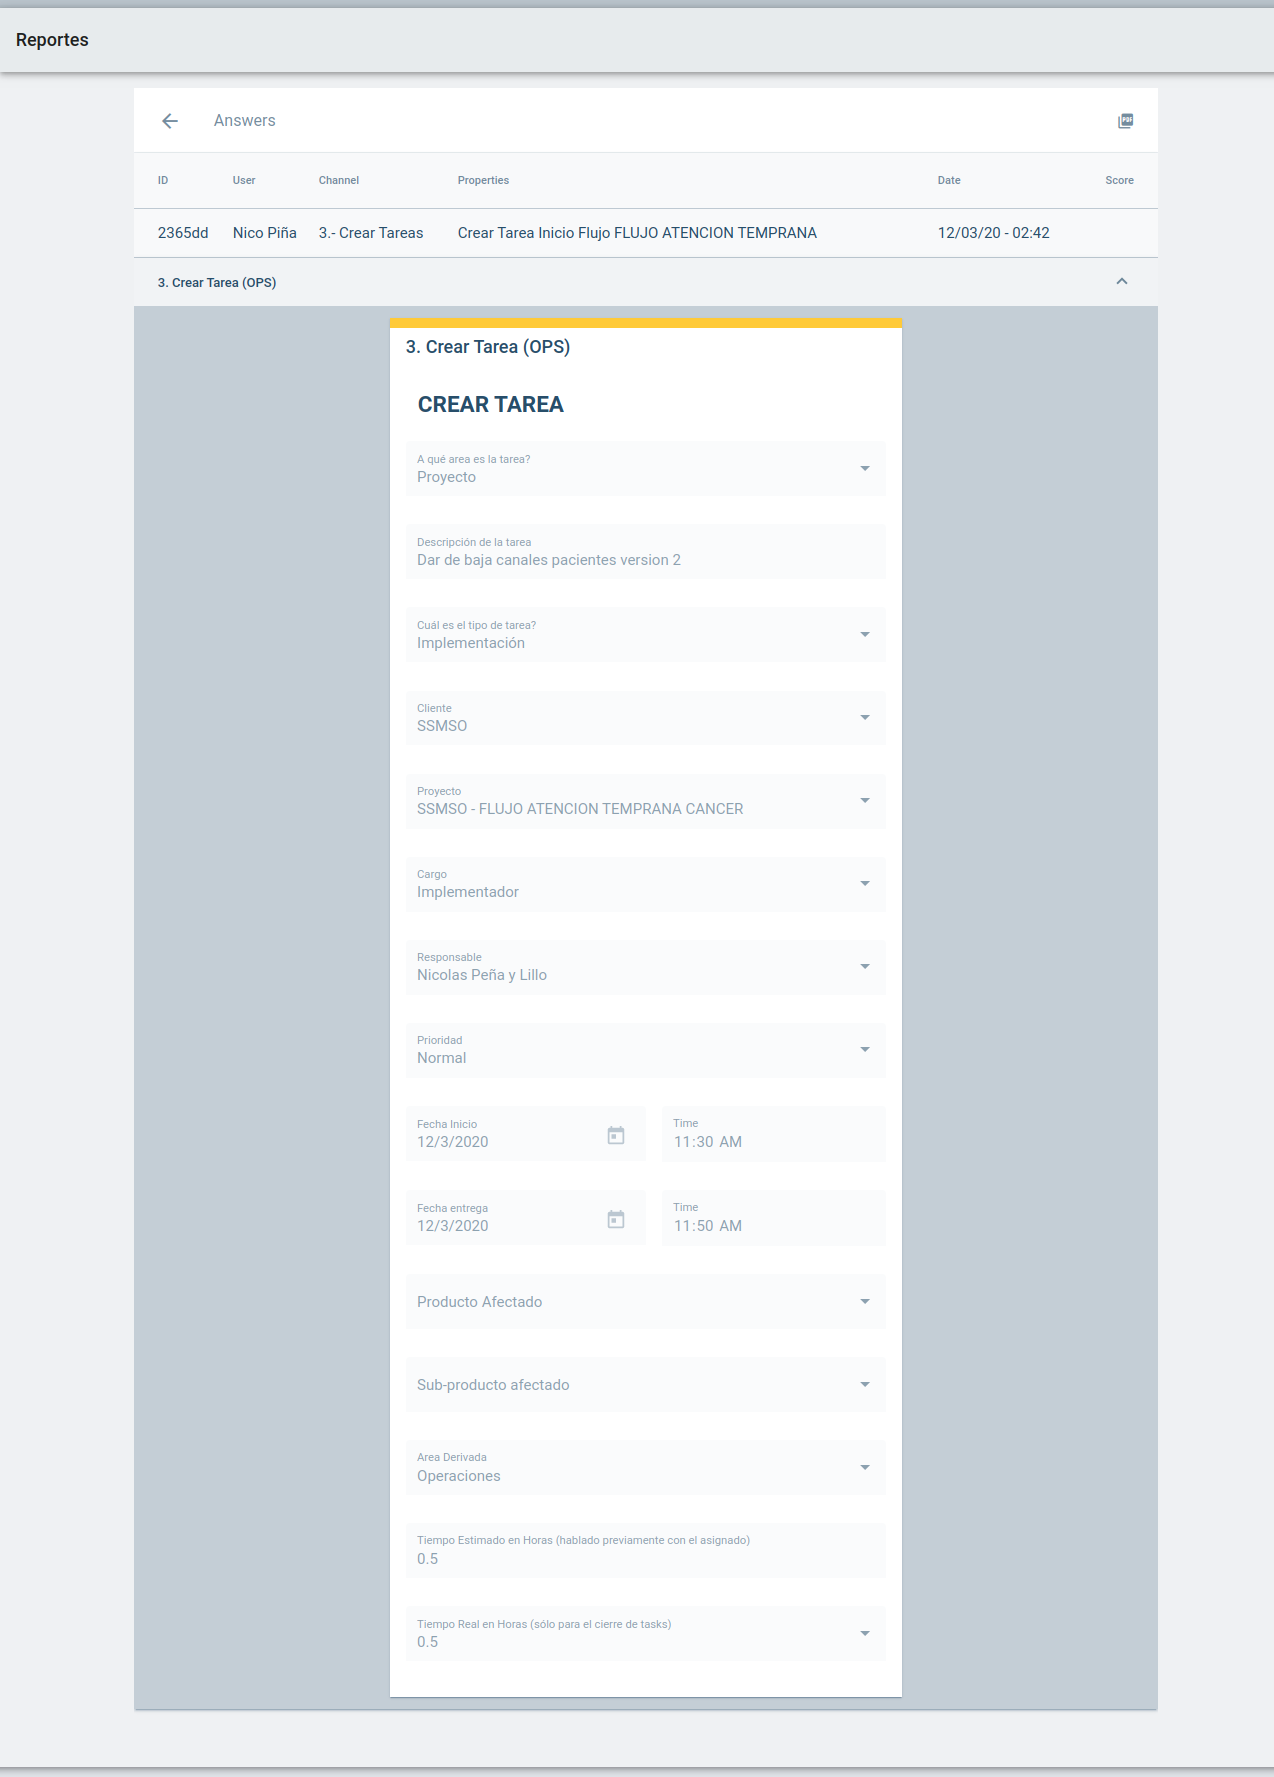 Reportes
Answers
PDF
ID User Channel Properties Date Score
2365dd Nico Piña 3.- Crear Tareas Crear Tarea Inicio Flujo FLUJO ATENCION TEMPRANA 12/03/20 - 02:42
3. Crear Tarea (OPS)
3. Crear Tarea (OPS)
CREAR TAREA
A qué area es la tarea?
Proyecto
Descripción de la tarea
Dar de baja canales pacientes version 2
Cuál es el tipo de tarea?
Implementación
Cliente
SSMSO
Proyecto
SSMSO - FLUJO ATENCION TEMPRANA CANCER
Cargo
Implementador
Responsable
Nicolas Peña y Lillo
Prioridad
Normal
Fecha Inicio Time
12/3/2020 11:30 AM
Fecha entrega Time
12/3/2020 11:50 AM
Producto Afectado
Sub-producto afectado
Area Derivada
Operaciones
Tiempo Estimado en Horas (hablado previamente con el asignado)
0.5
Tiempo Real en Horas (sólo para el cierre de tasks)
0.5